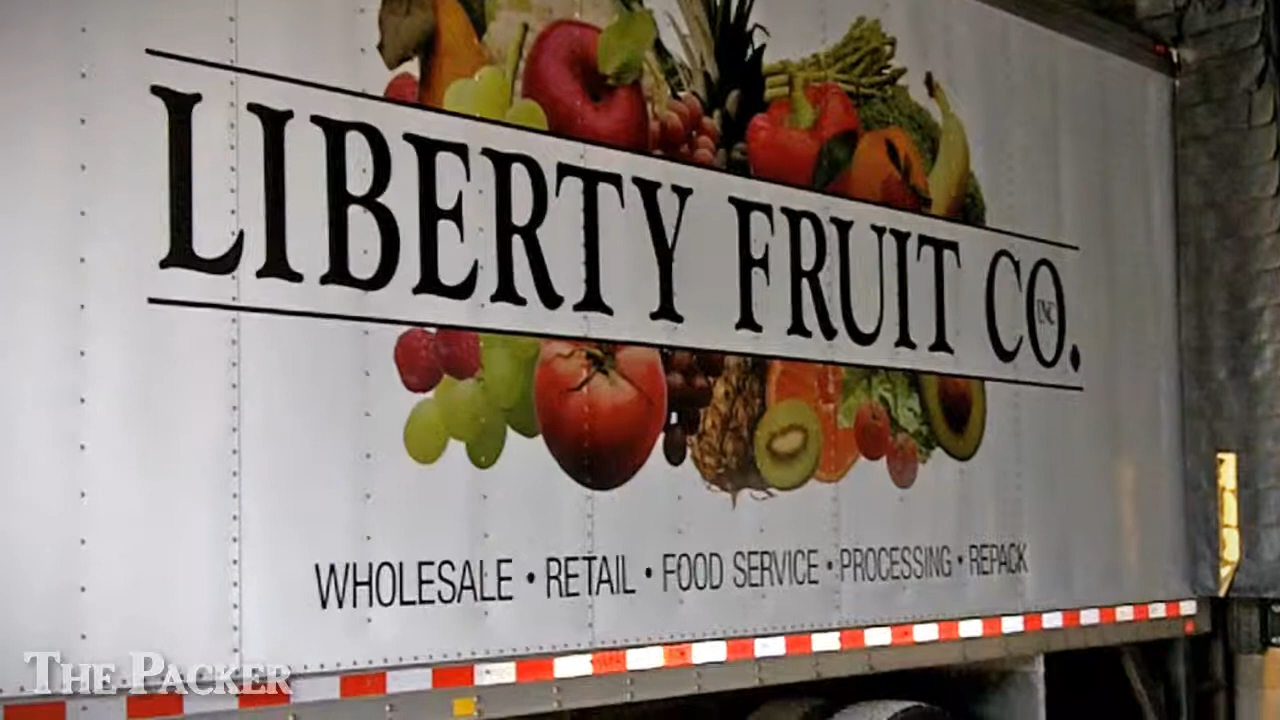 LIBERTY FRUIT CO.
INC
WHOLESALE • RETAIL • FOOD SERVICE • PROCESSING • REPACK
THE PACKER